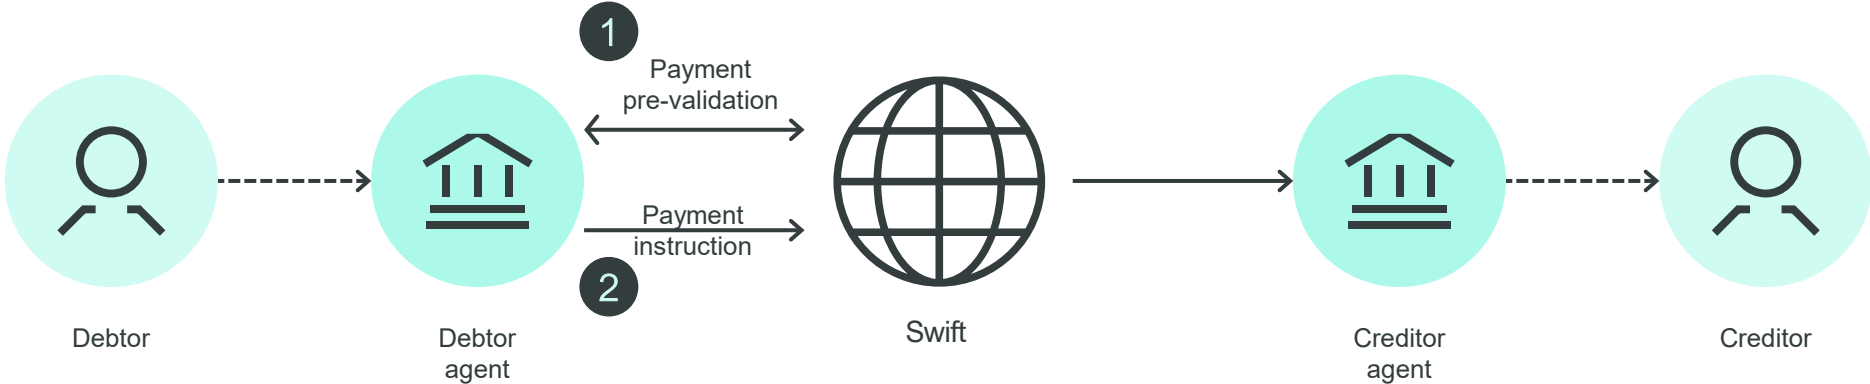 1
Payment
pre-validation
Payment
instruction
2
Debtor
Debtor
agent
Swift
Creditor
agent
Creditor